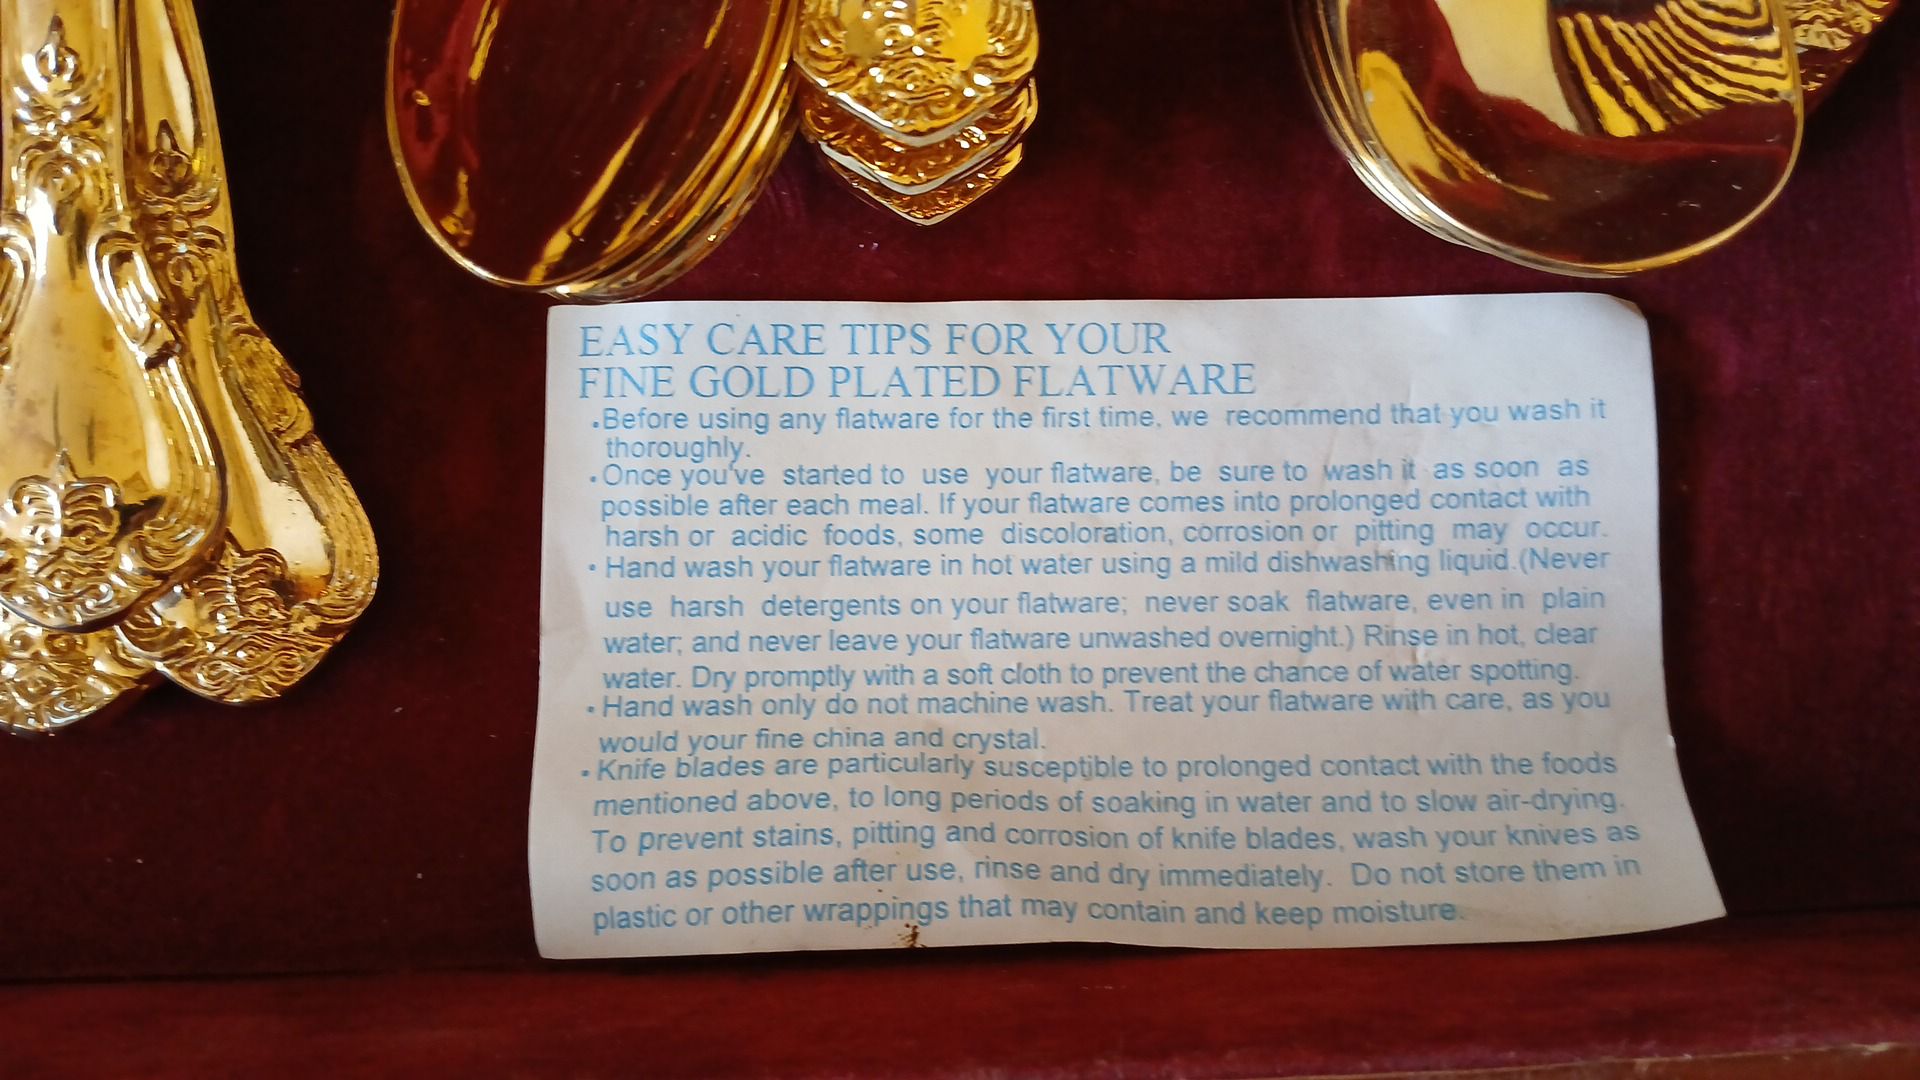 EASY CARE TIPS FOR YOUR
FINE GOLD PLATED FLATWARE
•Before using any flatware for the first time, we recommend that you wash it
thoroughly.
•Once you've started to use your flatware, be sure to wash it as soon as
possible after each meal. If your flatware comes into prolonged contact with
harsh or acidic foods, some discoloration, corrosion or pitting may occur.
• Hand wash your flatware in hot water using a mild dishwashing liquid.(Never
use harsh detergents on your flatware; never soak flatware, even in plain
water; and never leave your flatware unwashed overnight.) Rinse in hot, clear
water. Dry promptly with a soft cloth to prevent the chance of water spotting.
• Hand wash only do not machine wash. Treat your flatware with care, as you
would your fine china and crystal.
• Knife blades are particularly susceptible to prolonged contact with the foods
mentioned above, to long periods of soaking in water and to slow air-drying.
To prevent stains, pitting and corrosion of knife blades, wash your knives as
soon as possible after use, rinse and dry immediately. Do not store them in
plastic or other wrappings that may contain and keep moisture.